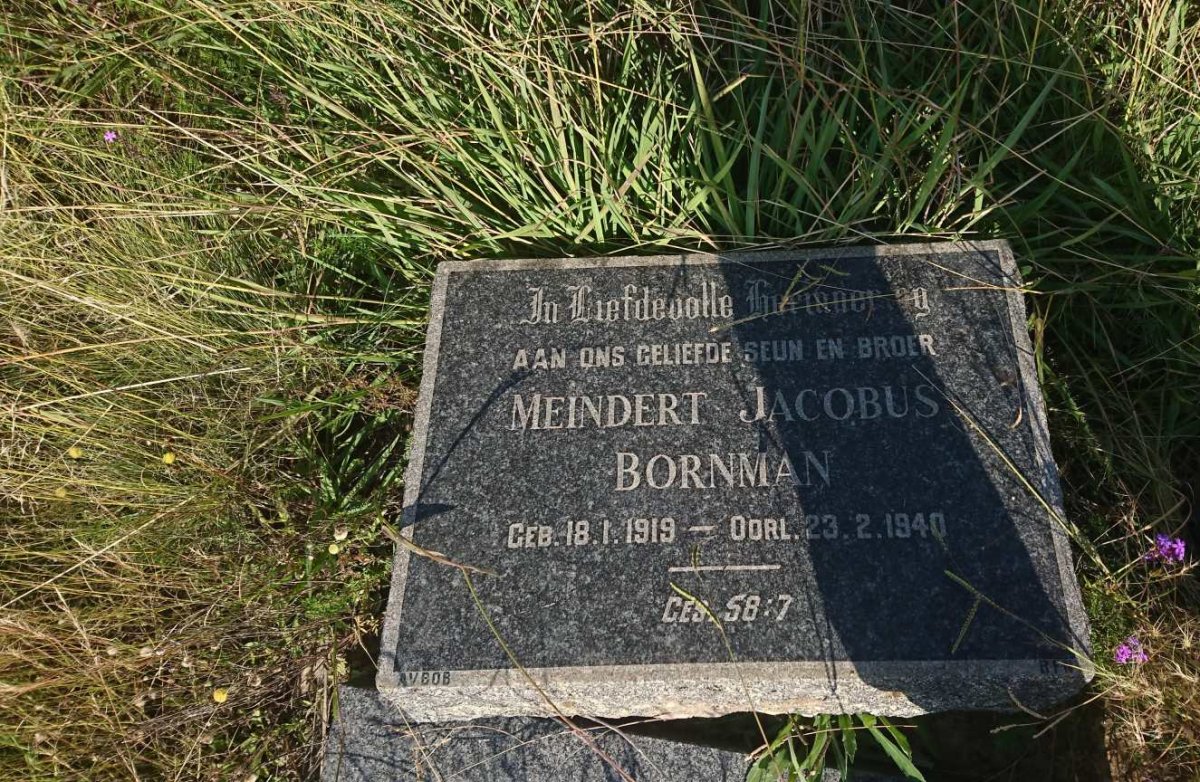 In Liefdevolle Herinnering
AAN ONS GELIEFDE SEUN EN BROER
MEINDERT JACOBUS
BORNMAN
GEB. 18.1.1919 — OORL. 23.2.1940
GES. 58:7
AVBOB